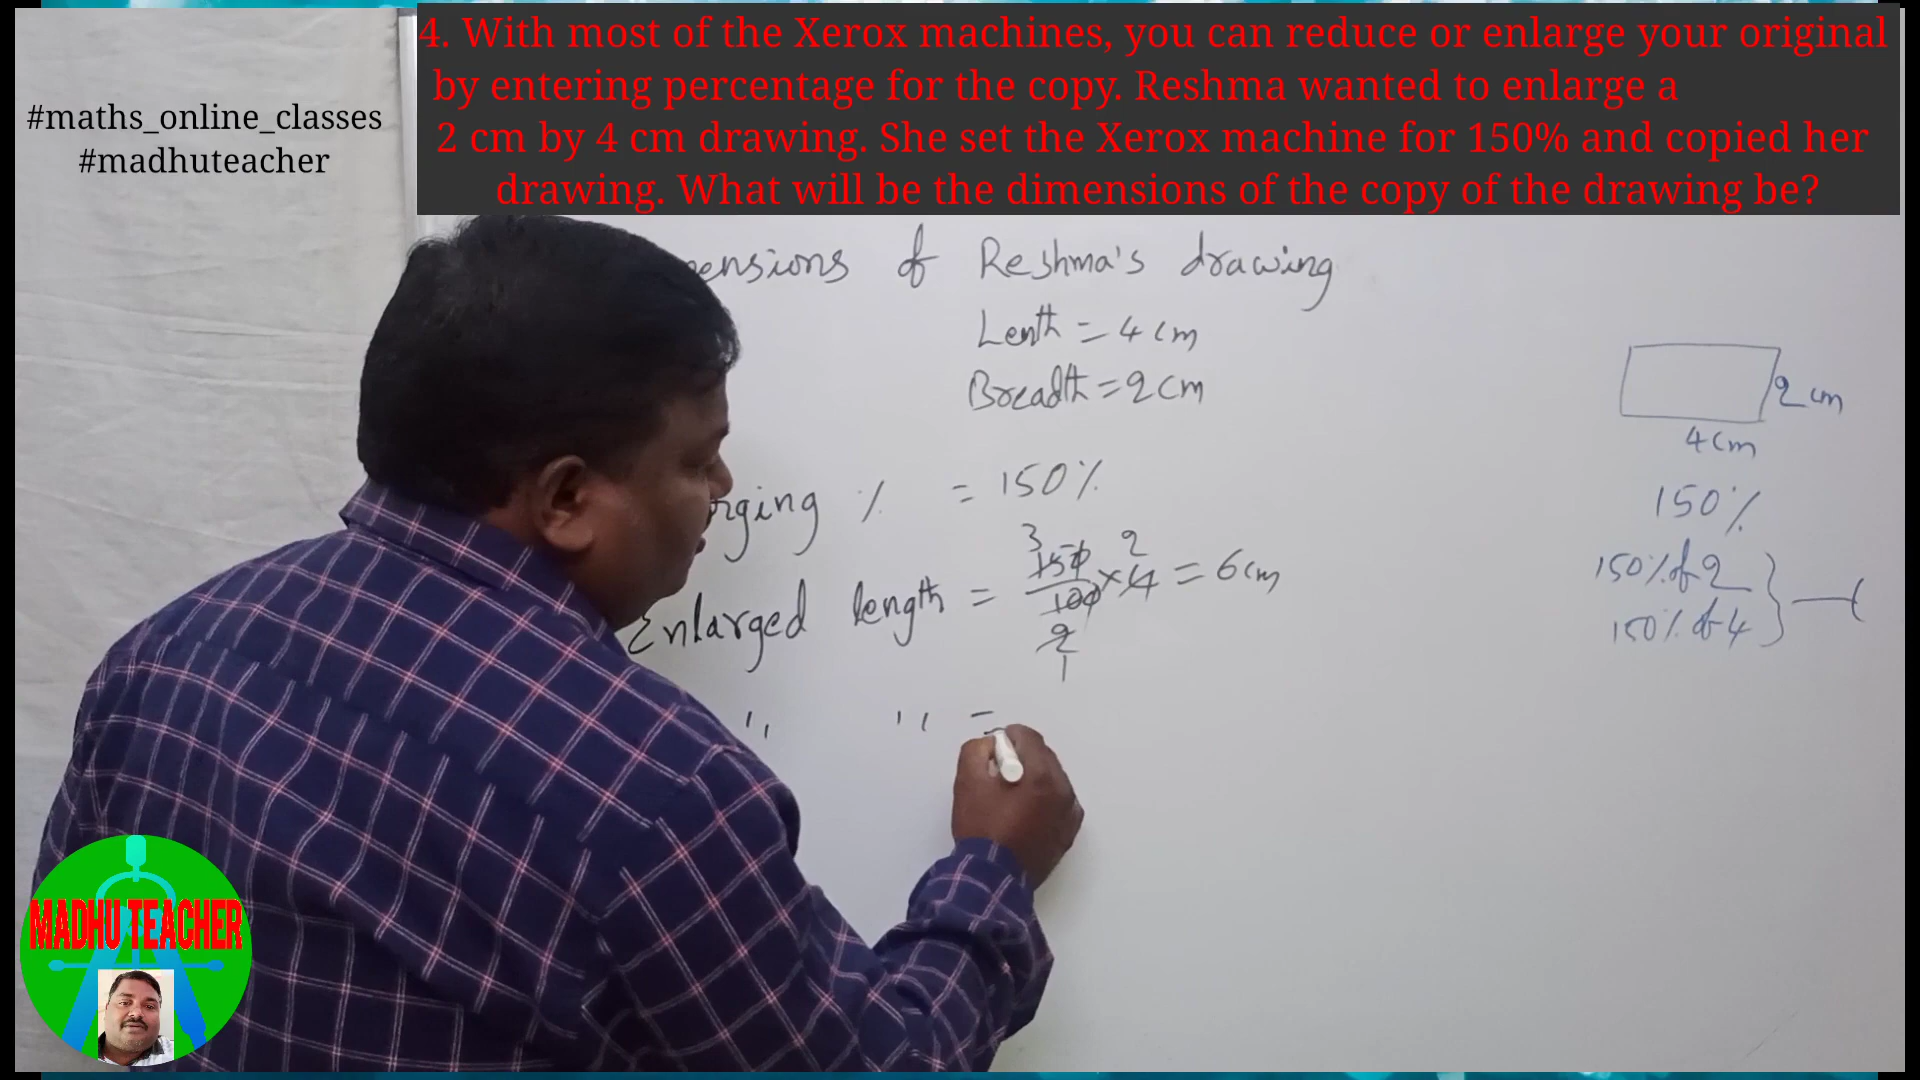 4. With most of the Xerox machines, you can reduce or enlarge your original
by entering percentage for the copy. Reshma wanted to enlarge a
2 cm by 4 cm drawing. She set the Xerox machine for 150% and copied her
drawing. What will be the dimensions of the copy of the drawing be?
#maths_online_classes
#madhuteacher
of Reshma's drawing
Lenth = 4 cm
Breadth = 2 cm
% = 150%
3 2
Enlarged length = 150/100 × 4 = 6 cm
2
1
" " =
2 cm
4 cm
150%
150% of 2
150% of 4
MADHU TEACHER